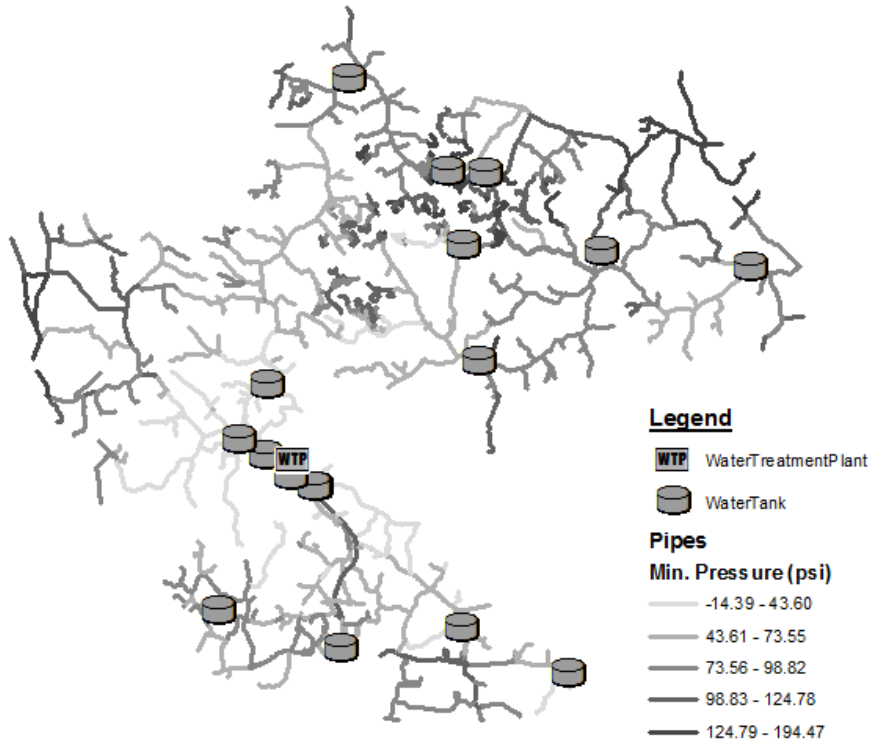 WTP
Legend
WTP WaterTreatmentPlant
WaterTank
Pipes
Min. Pressure (psi)
-14.39 - 43.60
43.61 - 73.55
73.56 - 98.82
98.83 - 124.78
124.79 - 194.47